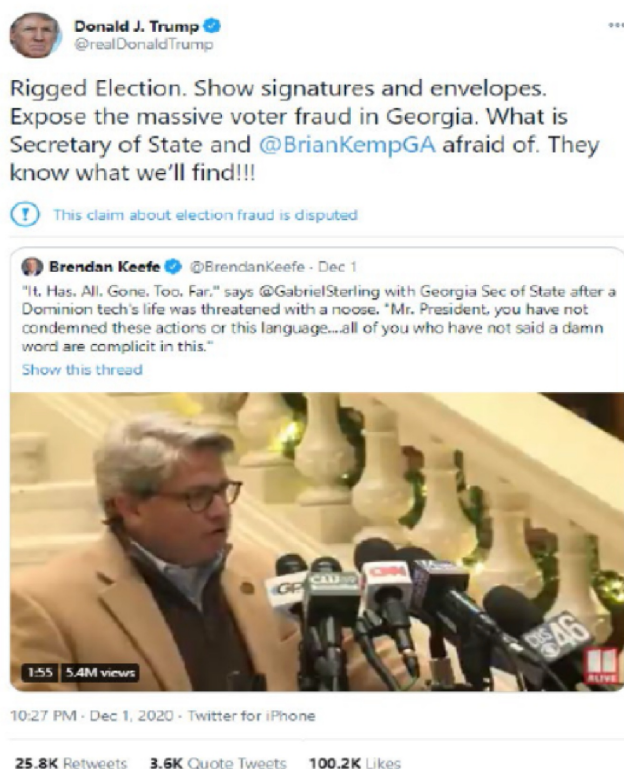 Donald J. Trump
@realDonaldTrump
Rigged Election. Show signatures and envelopes.
Expose the massive voter fraud in Georgia. What is
Secretary of State and @BrianKempGA afraid of. They
know what we'll find!!!
This claim about election fraud is disputed
Brendan Keefe @BrendanKeefe · Dec 1
"It. Has. All. Gone. Too. Far," says @GabrielSterling with Georgia Sec of State after a
Dominion tech's life was threatened with a noose. "Mr. President, you have not
condemned these actions or this language....all of you who have not said a damn
word are complicit in this."
Show this thread
CNN
CBS 46
1:55 5.4M views
11ALIVE
10:27 PM · Dec 1, 2020 · Twitter for iPhone
25.8K Retweets 3.6K Quote Tweets 100.2K Likes